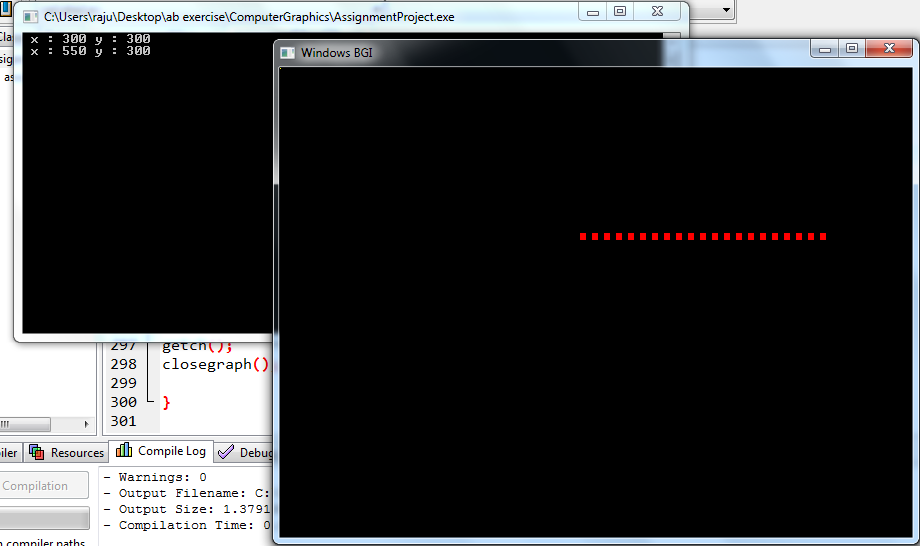 C:\Users\raju\Desktop\ab exercise\ComputerGraphics\AssignmentProject.exe
x : 300 y : 300
x : 550 y : 300
Windows BGI
297 getch();
298 closegraph()
299
300 }
301
Resources
Compile Log
Debug
Compilation
- Warnings: 0
- Output Filename: C:
- Output Size: 1.3791
- Compilation Time: 0
compiler paths